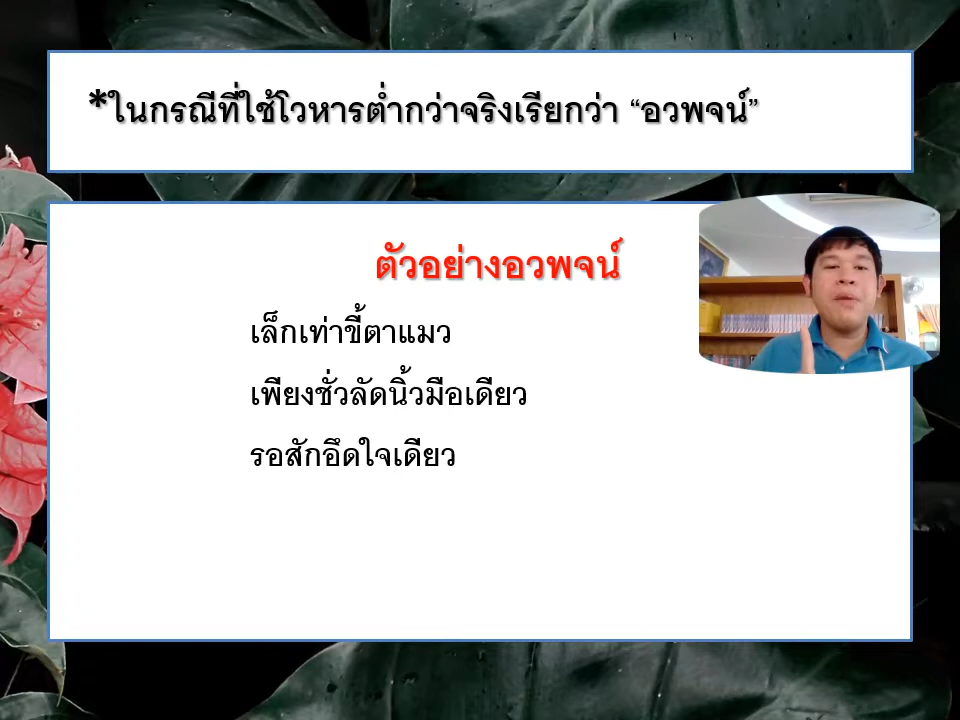 *ในกรณีที่ใช้โวหารต่ำกว่าจริงเรียกว่า “อวพจน์”
ตัวอย่างอวพจน์
เล็กเท่าขี้ตาแมว
เพียงชั่วลัดนิ้วมือเดียว
รอสักอึดใจเดียว